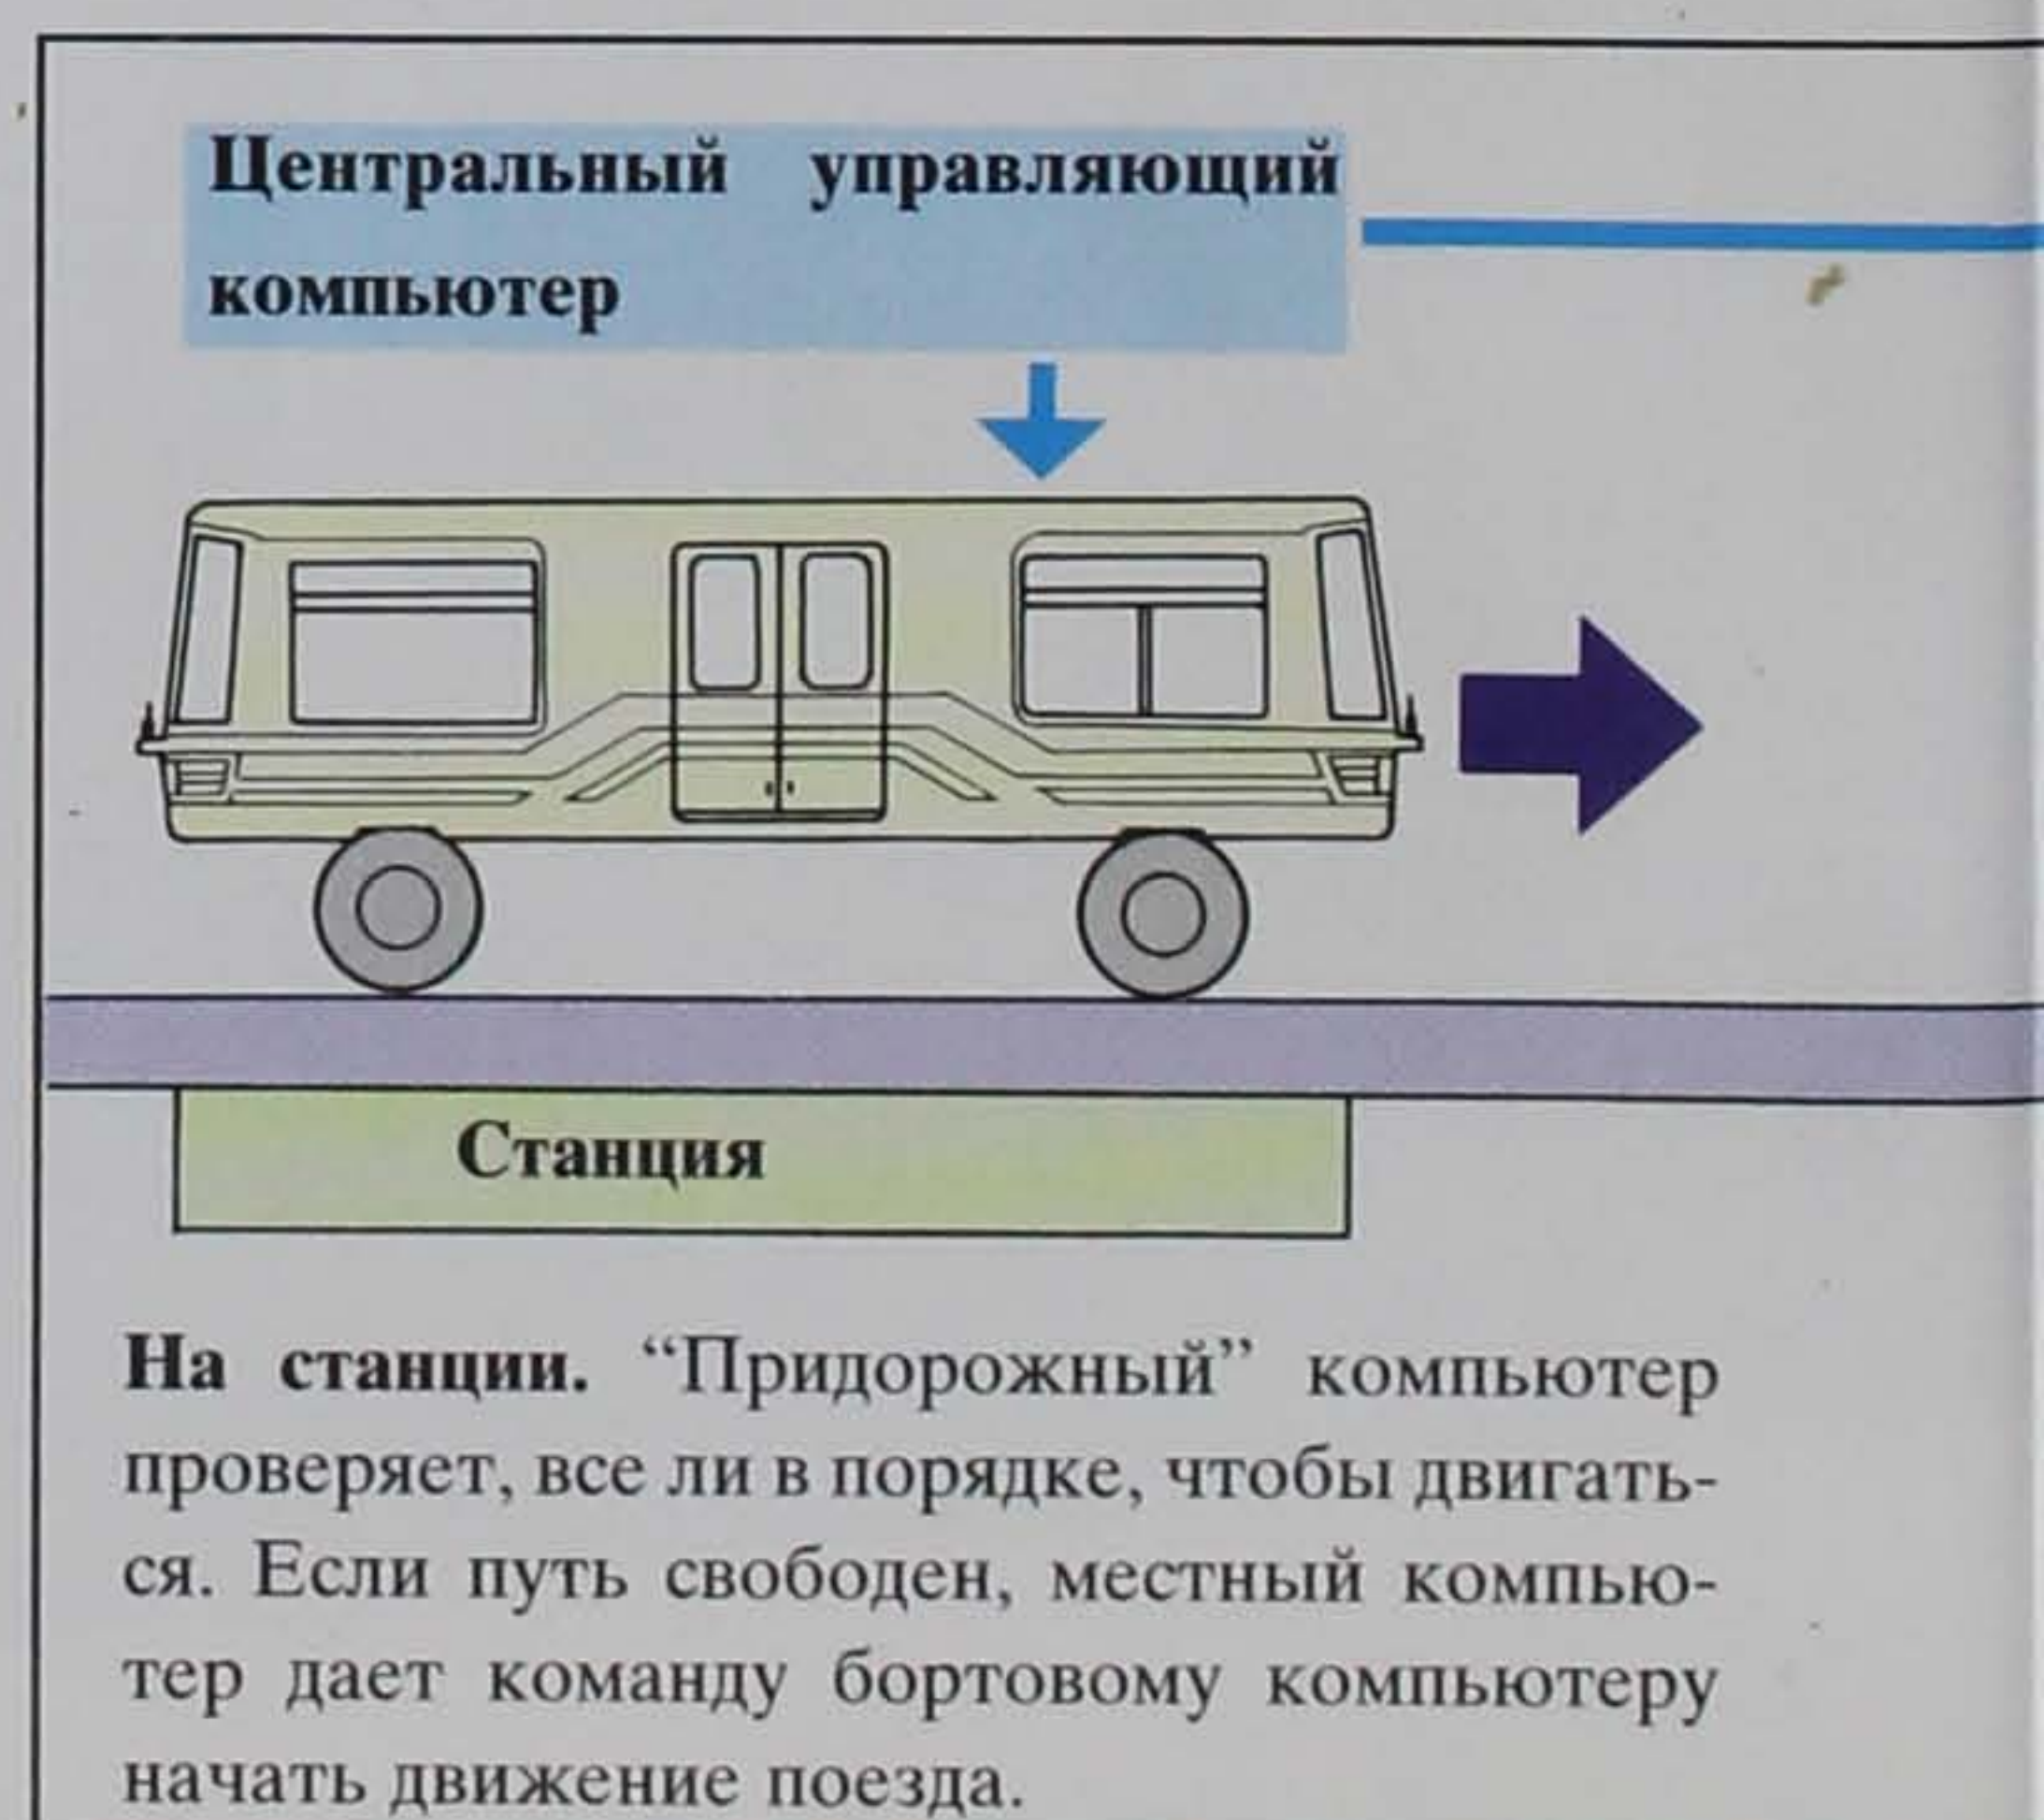 Центральный управляющий
компьютер
Станция
На станции. “Придорожный” компьютер
проверяет, все ли в порядке, чтобы двигать-
ся. Если путь свободен, местный компью-
тер дает команду бортовому компьютеру
начать движение поезда.